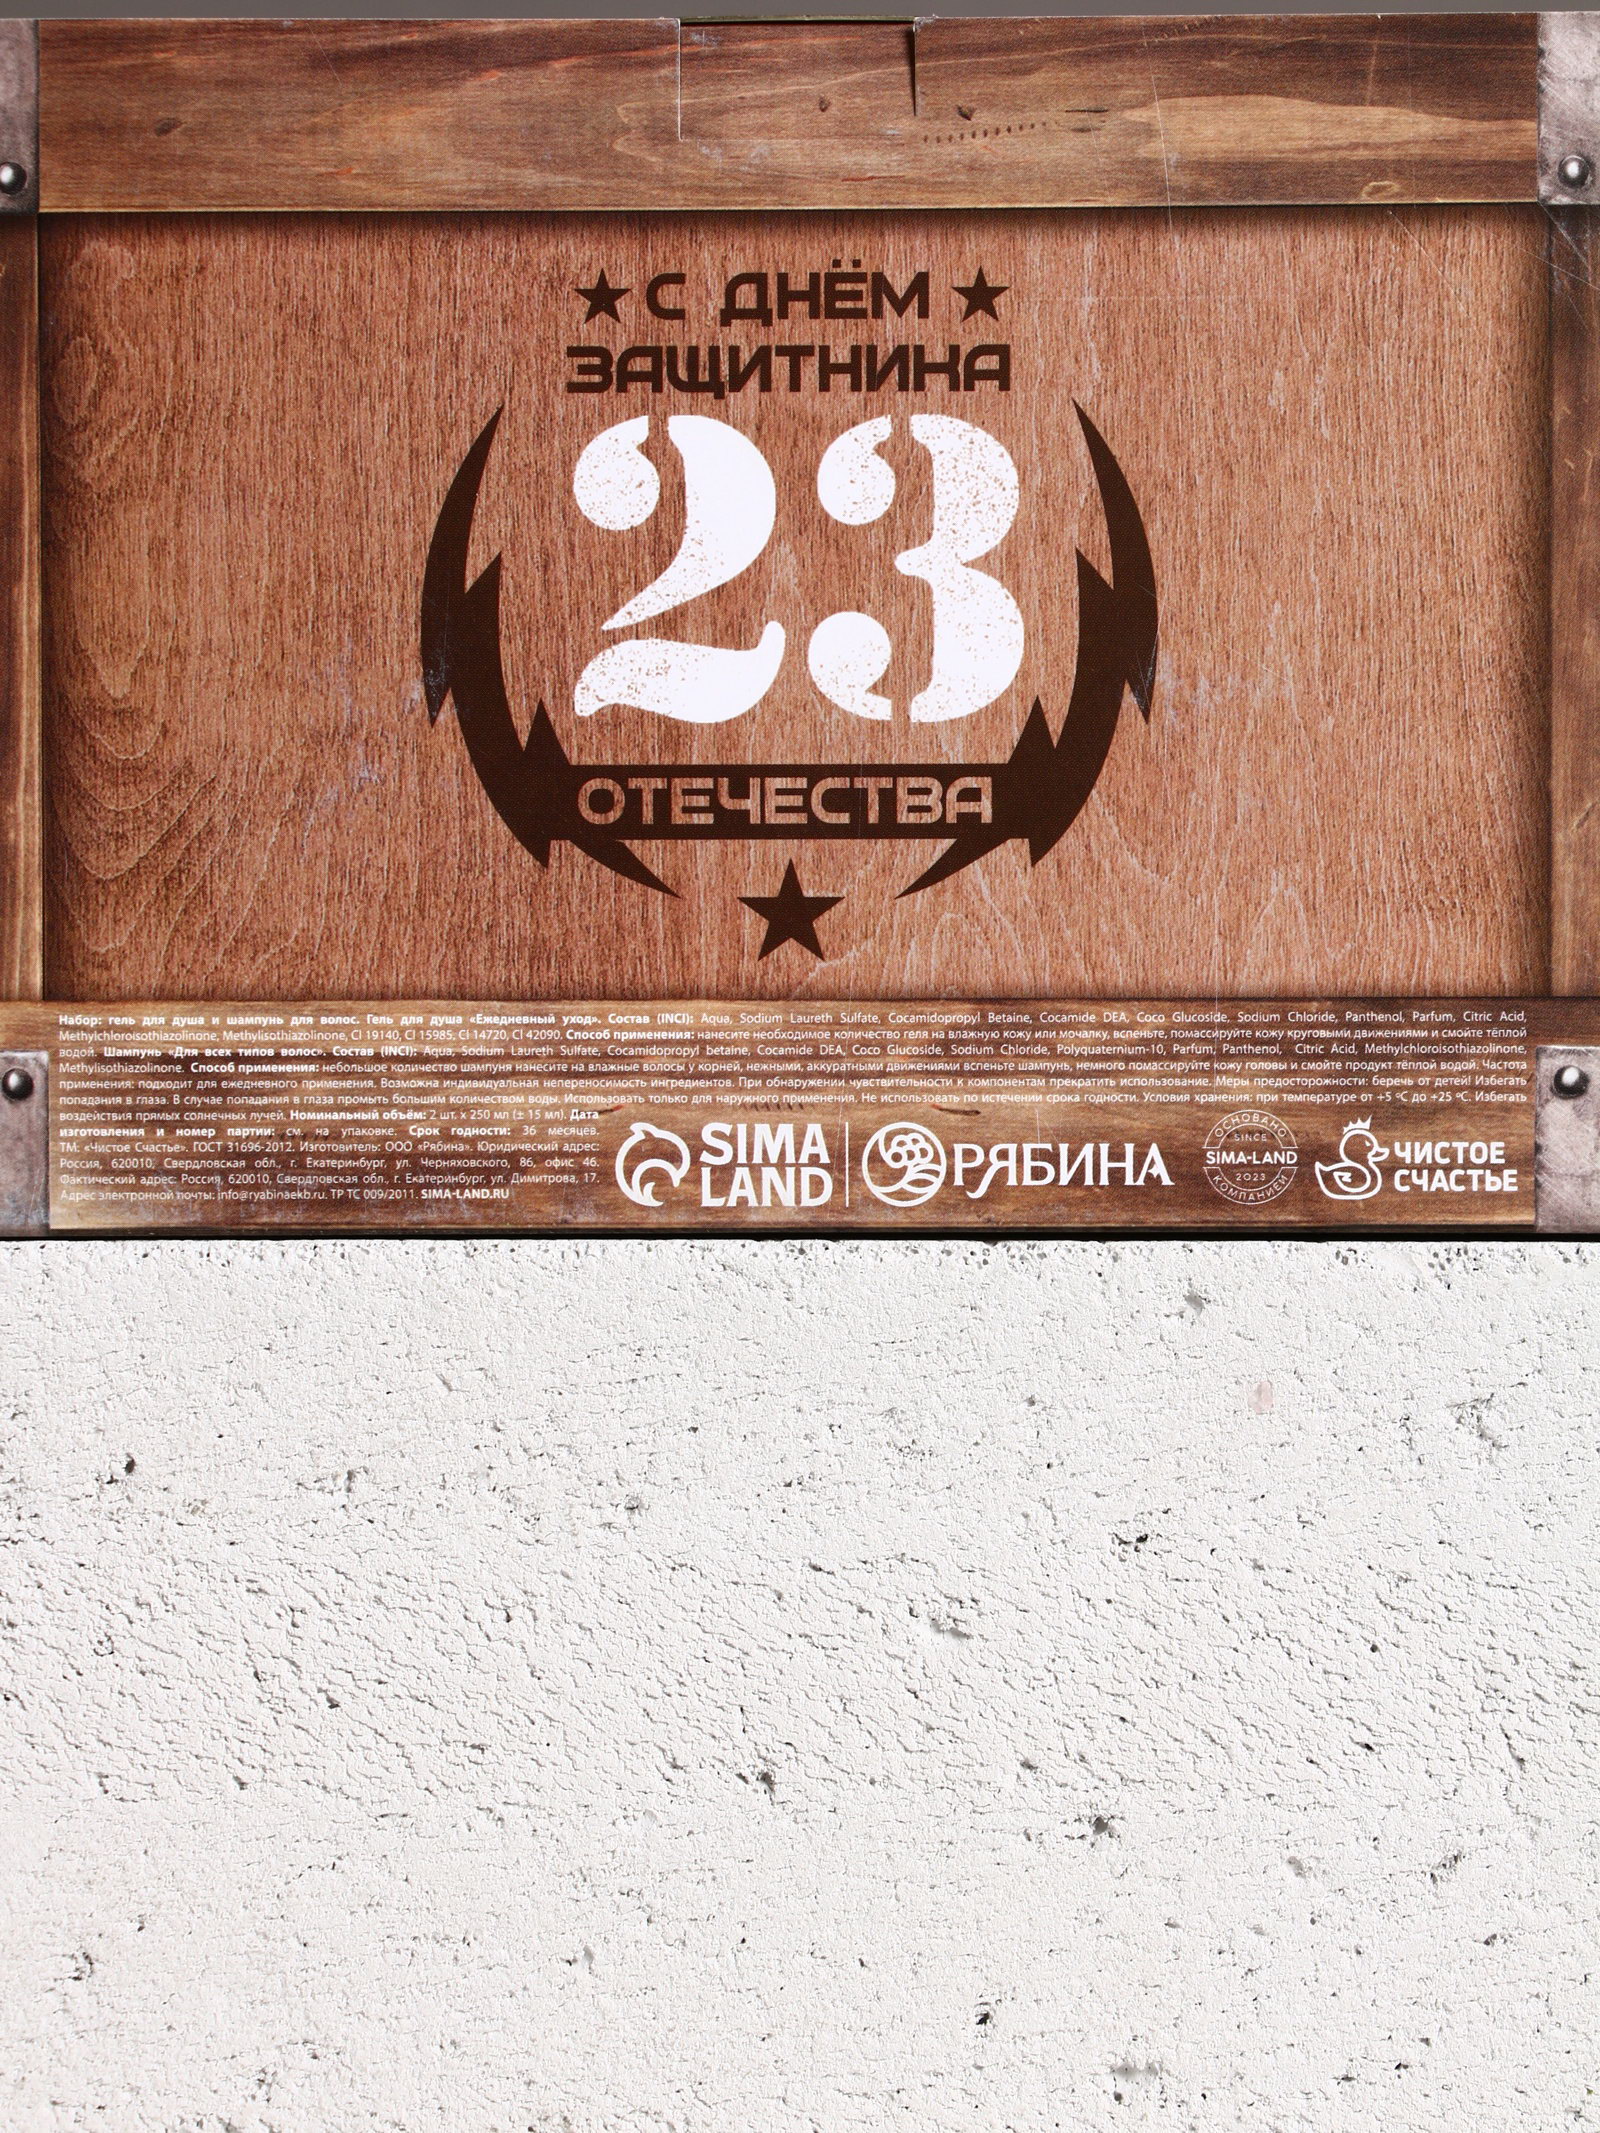 С ДНЁМ
ЗАЩИТНИКА
23
ОТЕЧЕСТВА
Набор: гель для душа и шампунь для волос. Гель для душа «Ежедневный уход». Состав (INCI): Aqua, Sodium Laureth Sulfate, Cocamidopropyl Betaine, Cocamide DEA, Coco Glucoside, Sodium Chloride, Panthenol, Parfum, Citric Acid,
Methylchloroisothiazolinone, Methylisothiazolinone, CI 19140, CI 15985, CI 14720, CI 42090. Способ применения: нанесите необходимое количество геля на влажную кожу или мочалку, вспеньте, помассируйте кожу круговыми движениями и смойте тёплой
водой. Шампунь «Для всех типов волос». Состав (INCI): Aqua, Sodium Laureth Sulfate, Cocamidopropyl betaine, Cocamide DEA, Coco Glucoside, Sodium Chloride, Polyquaternium-10, Parfum, Panthenol, Citric Acid, Methylchloroisothiazolinone,
Methylisothiazolinone. Способ применения: небольшое количество шампуня нанесите на влажные волосы у корней, нежными, аккуратными движениями вспеньте шампунь, немного помассируйте кожу головы и смойте продукт тёплой водой. Частота
применения: подходит для ежедневного применения. Возможна индивидуальная непереносимость ингредиентов. При обнаружении чувствительности к компонентам прекратить использование. Меры предосторожности: беречь от детей! Избегать
попадания в глаза. В случае попадания в глаза промыть большим количеством воды. Использовать только для наружного применения. Не использовать по истечении срока годности. Условия хранения: при температуре от +5 ºС до +25 ºС. Избегать
воздействия прямых солнечных лучей. Номинальный объём: 2 шт. х 250 мл (± 15 мл). Дата
изготовления и номер партии: см. на упаковке. Срок годности: 36 месяцев.
ТМ: «Чистое Счастье». ГОСТ 31696-2012. Изготовитель: ООО «Рябина». Юридический адрес:
Россия, 620010, Свердловская обл., г. Екатеринбург, ул. Черняховского, 86, офис 46.
Фактический адрес: Россия, 620010, Свердловская обл., г. Екатеринбург, ул. Димитрова, 17.
Адрес электронной почты: info@ryabinaekb.ru. ТР ТС 009/2011. SIMA-LAND.RU
SIMA
LAND
РЯБИНА
ОСНОВАНО
SINCE
SIMA-LAND
2023
КОМПАНИЕЙ
ЧИСТОЕ
СЧАСТЬЕ